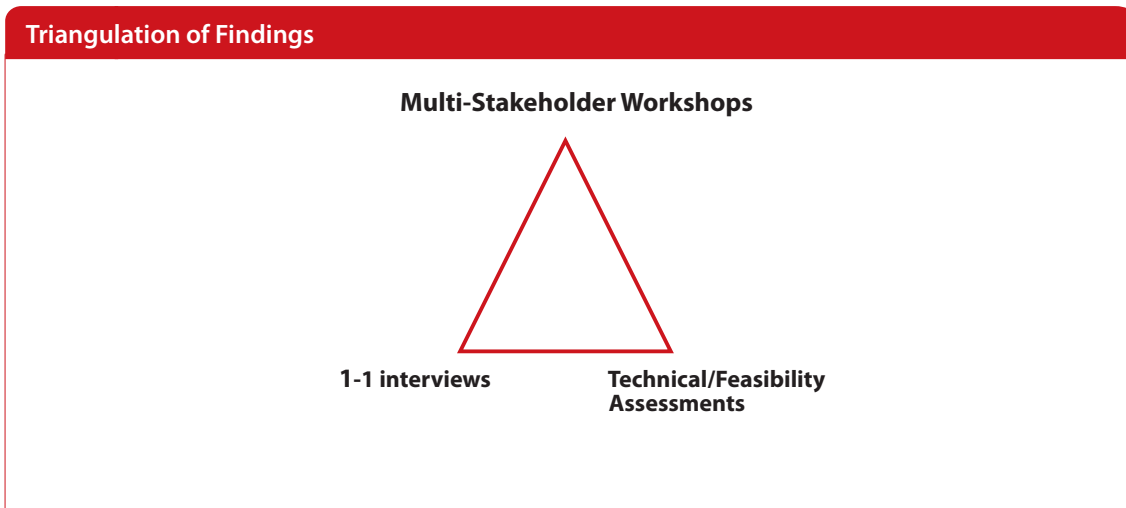 Triangulation of Findings
Multi-Stakeholder Workshops
1-1 interviews
Technical/Feasibility
Assessments